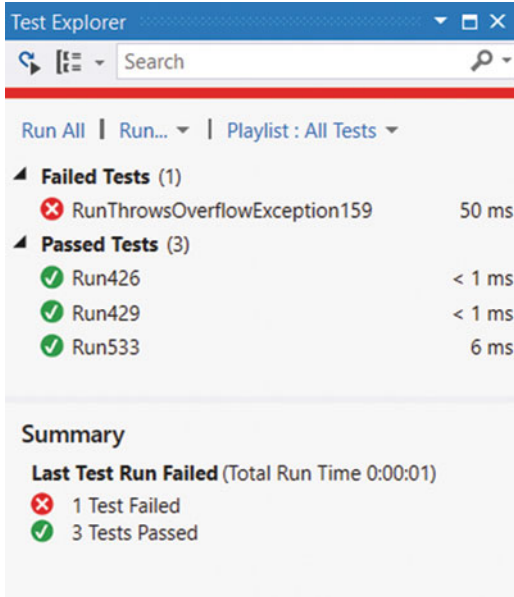 Test Explorer
Search
Run All | Run... | Playlist : All Tests
Failed Tests (1)
RunThrowsOverflowException159 50 ms
Passed Tests (3)
Run426 < 1 ms
Run429 < 1 ms
Run533 6 ms
Summary
Last Test Run Failed (Total Run Time 0:00:01)
1 Test Failed
3 Tests Passed